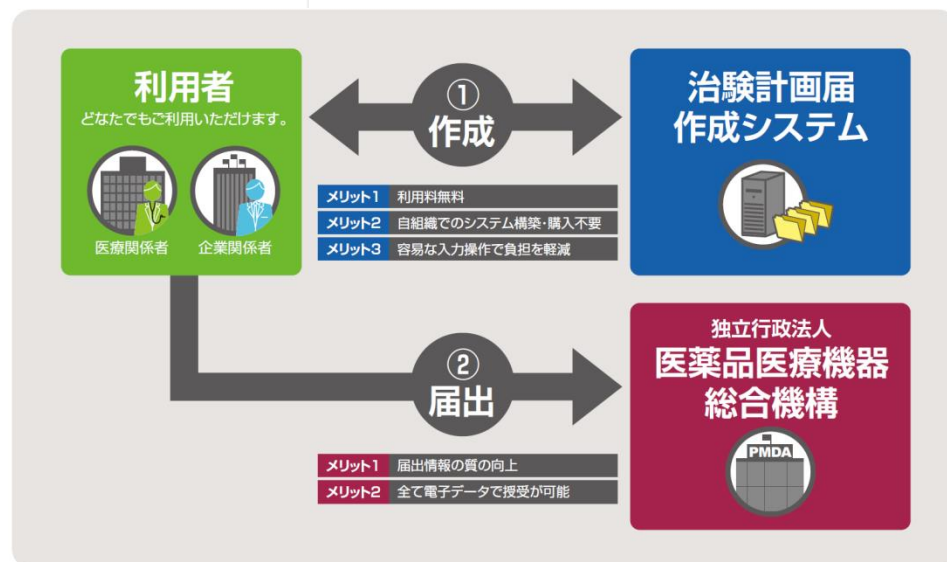 利用者
どなたでもご利用いただけます。
医療関係者
企業関係者
①
作成
メリット1 利用料無料
メリット2 自組織でのシステム構築・購入不要
メリット3 容易な入力操作で負担を軽減
治験計画届
作成システム
②
届出
メリット1 届出情報の質の向上
メリット2 全て電子データで授受が可能
独立行政法人
医薬品医療機器
総合機構
PMDA